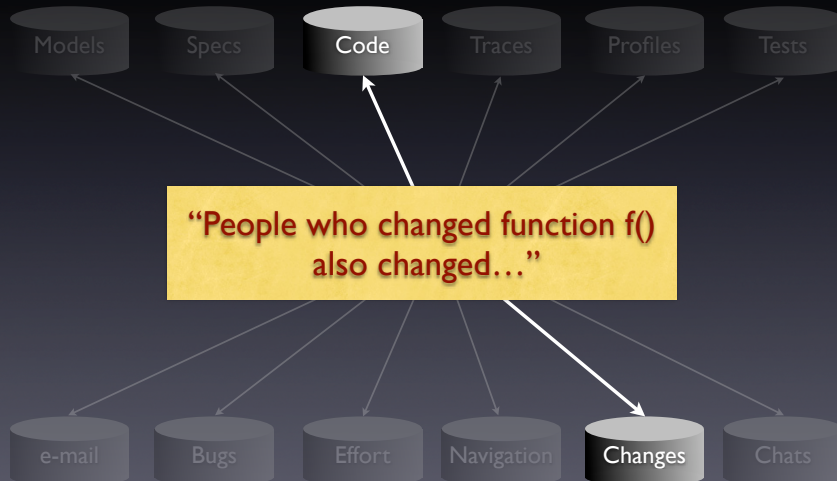 Models Specs Code Traces Profiles Tests
“People who changed function f()
also changed…”
e-mail Bugs Effort Navigation Changes Chats